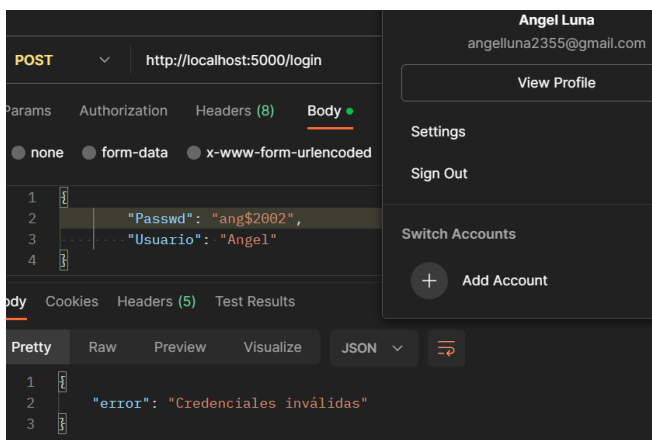 Angel Luna
angelluna2355@gmail.com
View Profile
Settings
Sign Out
Switch Accounts
+ Add Account
POST http://localhost:5000/login
Params Authorization Headers (8) Body
none form-data x-www-form-urlencoded
1 {
2 "Passwd": "ang$2002",
3 "Usuario": "Angel"
4 }
ody Cookies Headers (5) Test Results
Pretty Raw Preview Visualize JSON
1 {
2 "error": "Credenciales inválidas"
3 }